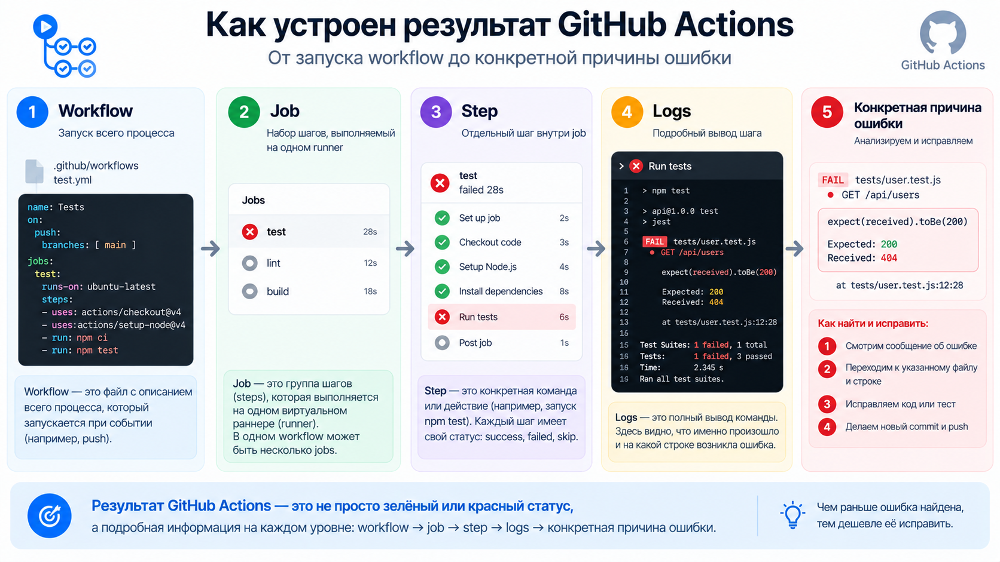 Как устроен результат GitHub Actions
От запуска workflow до конкретной причины ошибки
GitHub Actions
1 Workflow
Запуск всего процесса
.github/workflows
test.yml
name: Tests
on:
push:
branches: [ main ]
jobs:
test:
runs-on: ubuntu-latest
steps:
- uses: actions/checkout@v4
- uses:actions/setup-node@v4
- run: npm ci
- run: npm test
Workflow — это файл с описанием
всего процесса, который
запускается при событии
(например, push).
2 Job
Набор шагов, выполняемый
на одном runner
Jobs
test 28s
lint 12s
build 18s
Job — это группа шагов
(steps), которая выполняется
на одном виртуальном
раннере (runner).
В одном workflow может
быть несколько jobs.
3 Step
Отдельный шаг внутри job
test
failed 28s
Set up job 2s
Checkout code 3s
Setup Node.js 4s
Install dependencies 8s
Run tests 6s
Post job 1s
Step — это конкретная команда
или действие (например, запуск
npm test). Каждый шаг имеет
свой статус: success, failed, skip.
4 Logs
Подробный вывод шага
> Run tests
1 > npm test
2
3 > api@1.0.0 test
4 > jest
5
6 FAIL tests/user.test.js
7 ● GET /api/users
8
9 expect(received).toBe(200)
10
11 Expected: 200
12 Received: 404
12
13 at tests/user.test.js:12:28
15
15 Test Suites: 1 failed, 1 total
16 Tests: 1 failed, 3 passed
16 Time: 2.345 s
16 Ran all test suites.
Logs — это полный вывод команды.
Здесь видно, что именно произошло
и на какой строке возникла ошибка.
5 Конкретная причина
ошибки
Анализируем и исправляем
FAIL tests/user.test.js
● GET /api/users
expect(received).toBe(200)
Expected: 200
Received: 404
at tests/user.test.js:12:28
Как найти и исправить:
1 Смотрим сообщение об ошибке
2 Переходим к указанному файлу
и строке
3 Исправляем код или тест
4 Делаем новый commit и push
Результат GitHub Actions — это не просто зелёный или красный статус,
а подробная информация на каждом уровне: workflow → job → step → logs → конкретная причина ошибки.
Чем раньше ошибка найдена,
тем дешевле её исправить.